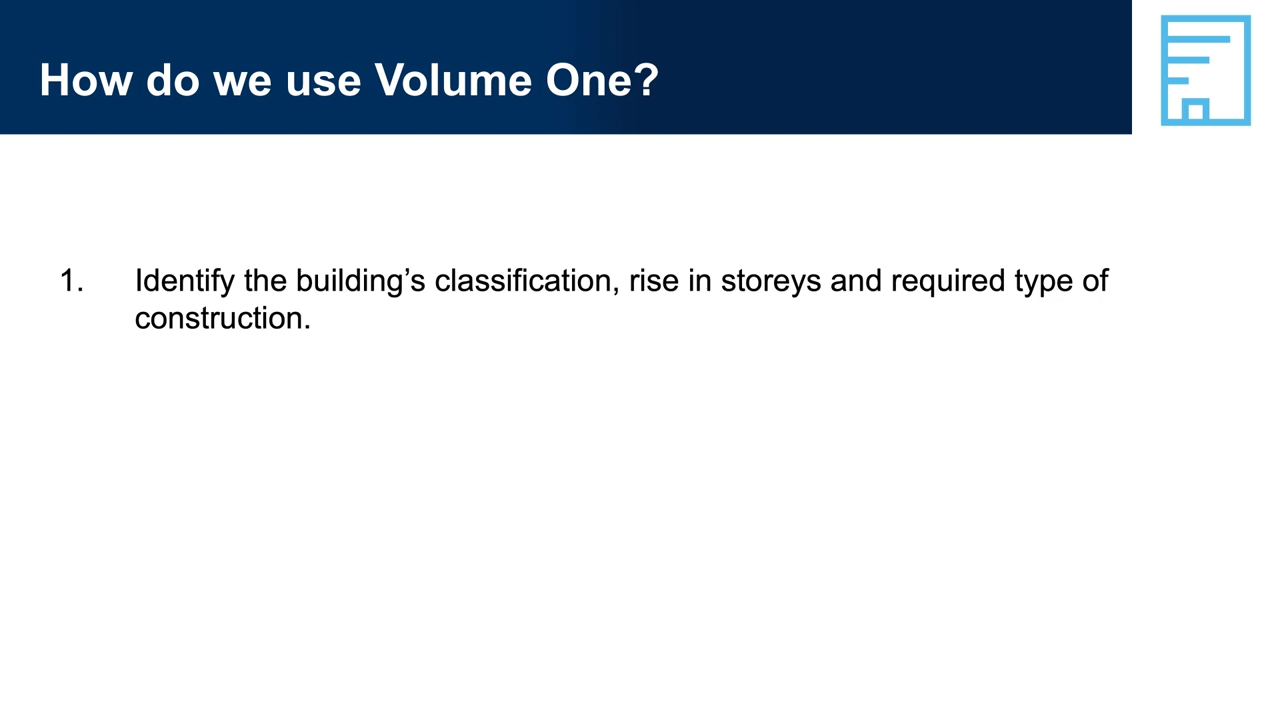 How do we use Volume One?
1. Identify the building’s classification, rise in storeys and required type of
construction.